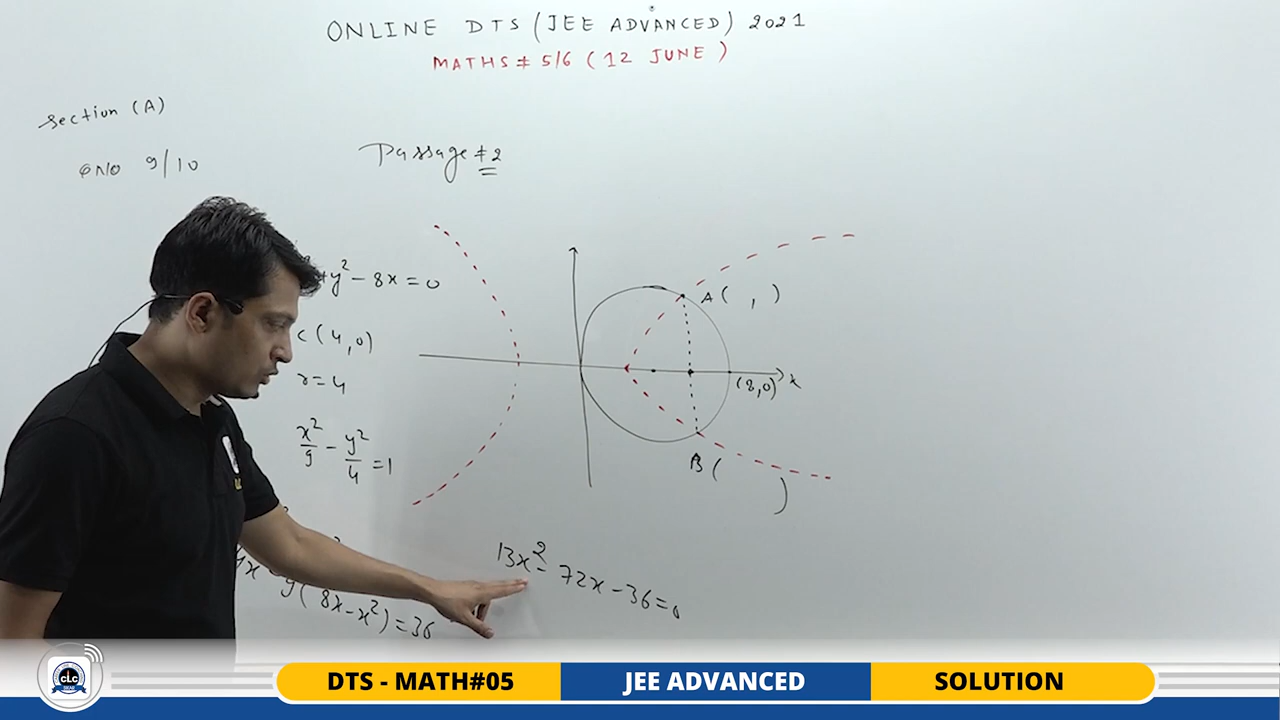 ONLINE DTS (JEE ADVANCED) 2021
MATHS # 5/6 (12 JUNE)
Section (A)
QNO 9/10
Passage # 2
+y² - 8x = 0
C(4,0)
r = 4
x²/9 - y²/4 = 1
A( , )
(8,0)
x
B( )
9(8x - x²) = 36
13x² - 72x - 36 = 0
CLC
SIKAR
DTS - MATH#05
JEE ADVANCED
SOLUTION